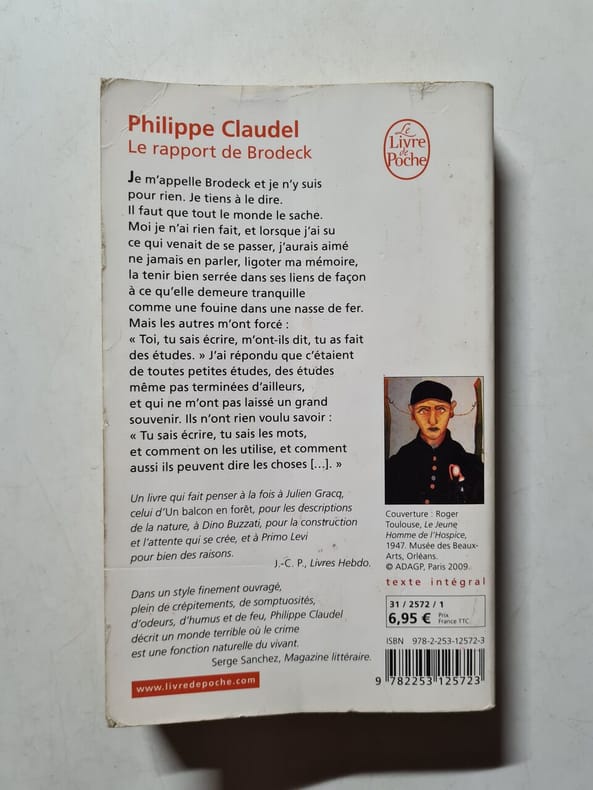 Philippe Claudel
Le rapport de Brodeck
Le
Livre
de
Poche
Je m'appelle Brodeck et je n'y suis
pour rien. Je tiens à le dire.
Il faut que tout le monde le sache.
Moi je n'ai rien fait, et lorsque j'ai su
ce qui venait de se passer, j'aurais aimé
ne jamais en parler, ligoter ma mémoire,
la tenir bien serrée dans ses liens de façon
à ce qu'elle demeure tranquille
comme une fouine dans une nasse de fer.
Mais les autres m'ont forcé :
« Toi, tu sais écrire, m'ont-ils dit, tu as fait
des études. » J'ai répondu que c'étaient
de toutes petites études, des études
même pas terminées d'ailleurs,
et qui ne m'ont pas laissé un grand
souvenir. Ils n'ont rien voulu savoir :
« Tu sais écrire, tu sais les mots,
et comment on les utilise, et comment
aussi ils peuvent dire les choses [...]. »
Un livre qui fait penser à la fois à Julien Gracq,
celui d'Un balcon en forêt, pour les descriptions
de la nature, à Dino Buzzati, pour la construction
et l'attente qui se crée, et à Primo Levi
pour bien des raisons.
J.-C. P., Livres Hebdo.
Dans un style finement ouvragé,
plein de crépitements, de somptuosités,
d'odeurs, d'humus et de feu, Philippe Claudel
décrit un monde terrible où le crime
est une fonction naturelle du vivant.
Serge Sanchez, Magazine littéraire.
www.livredepoche.com
Couverture : Roger
Toulouse, Le Jeune
Homme de l'Hospice,
1947. Musée des Beaux-
Arts, Orléans.
© ADAGP, Paris 2009.
texte intégral
31 / 2572 / 1
6,95 € Prix
France TTC
ISBN 978-2-253-12572-3
9 782253 125723